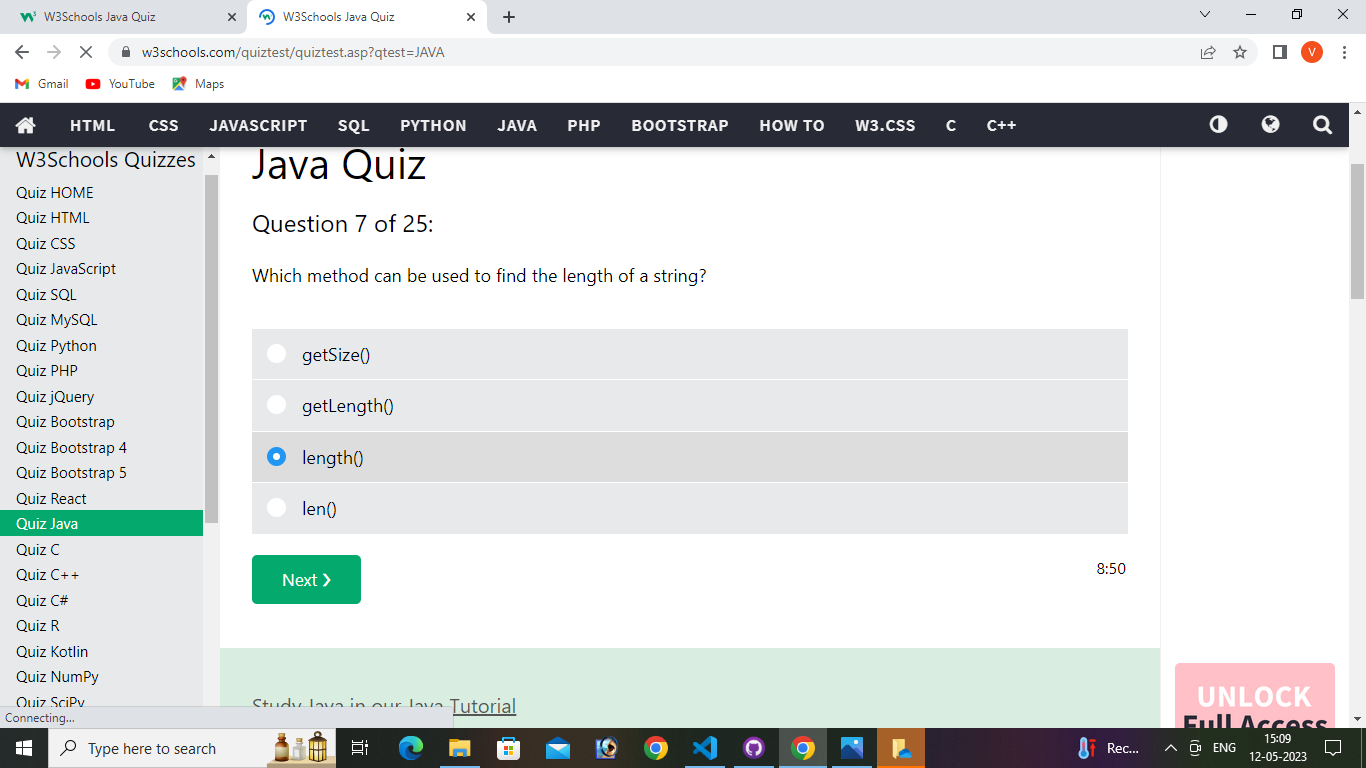 W3Schools Java Quiz
W3Schools Java Quiz
w3schools.com/quiztest/quiztest.asp?qtest=JAVA
V
Gmail
YouTube
Maps
HTML CSS JAVASCRIPT SQL PYTHON JAVA PHP BOOTSTRAP HOW TO W3.CSS C C++
W3Schools Quizzes
Quiz HOME
Quiz HTML
Quiz CSS
Quiz JavaScript
Quiz SQL
Quiz MySQL
Quiz Python
Quiz PHP
Quiz jQuery
Quiz Bootstrap
Quiz Bootstrap 4
Quiz Bootstrap 5
Quiz React
Quiz Java
Quiz C
Quiz C++
Quiz C#
Quiz R
Quiz Kotlin
Quiz NumPy
Quiz SciPy
Connecting...
Java Quiz
Question 7 of 25:
Which method can be used to find the length of a string?
getSize()
getLength()
length()
len()
Next ❯
8:50
Study Java in our Java Tutorial
UNLOCK
Full Access
Type here to search
Rec...
ENG
15:09
12-05-2023